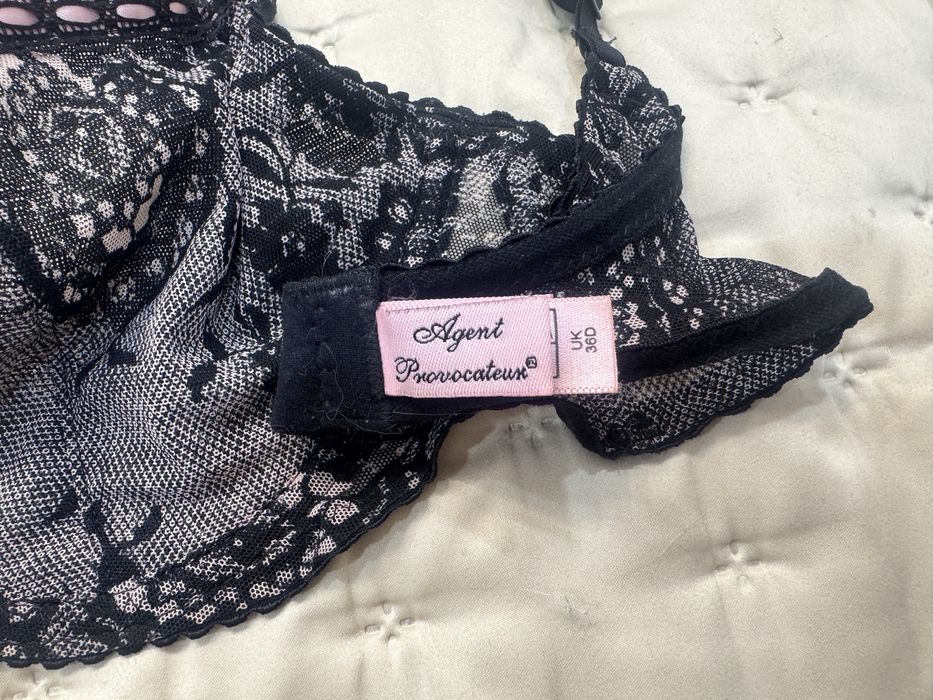 Agent
Provocateur®
UK
36D